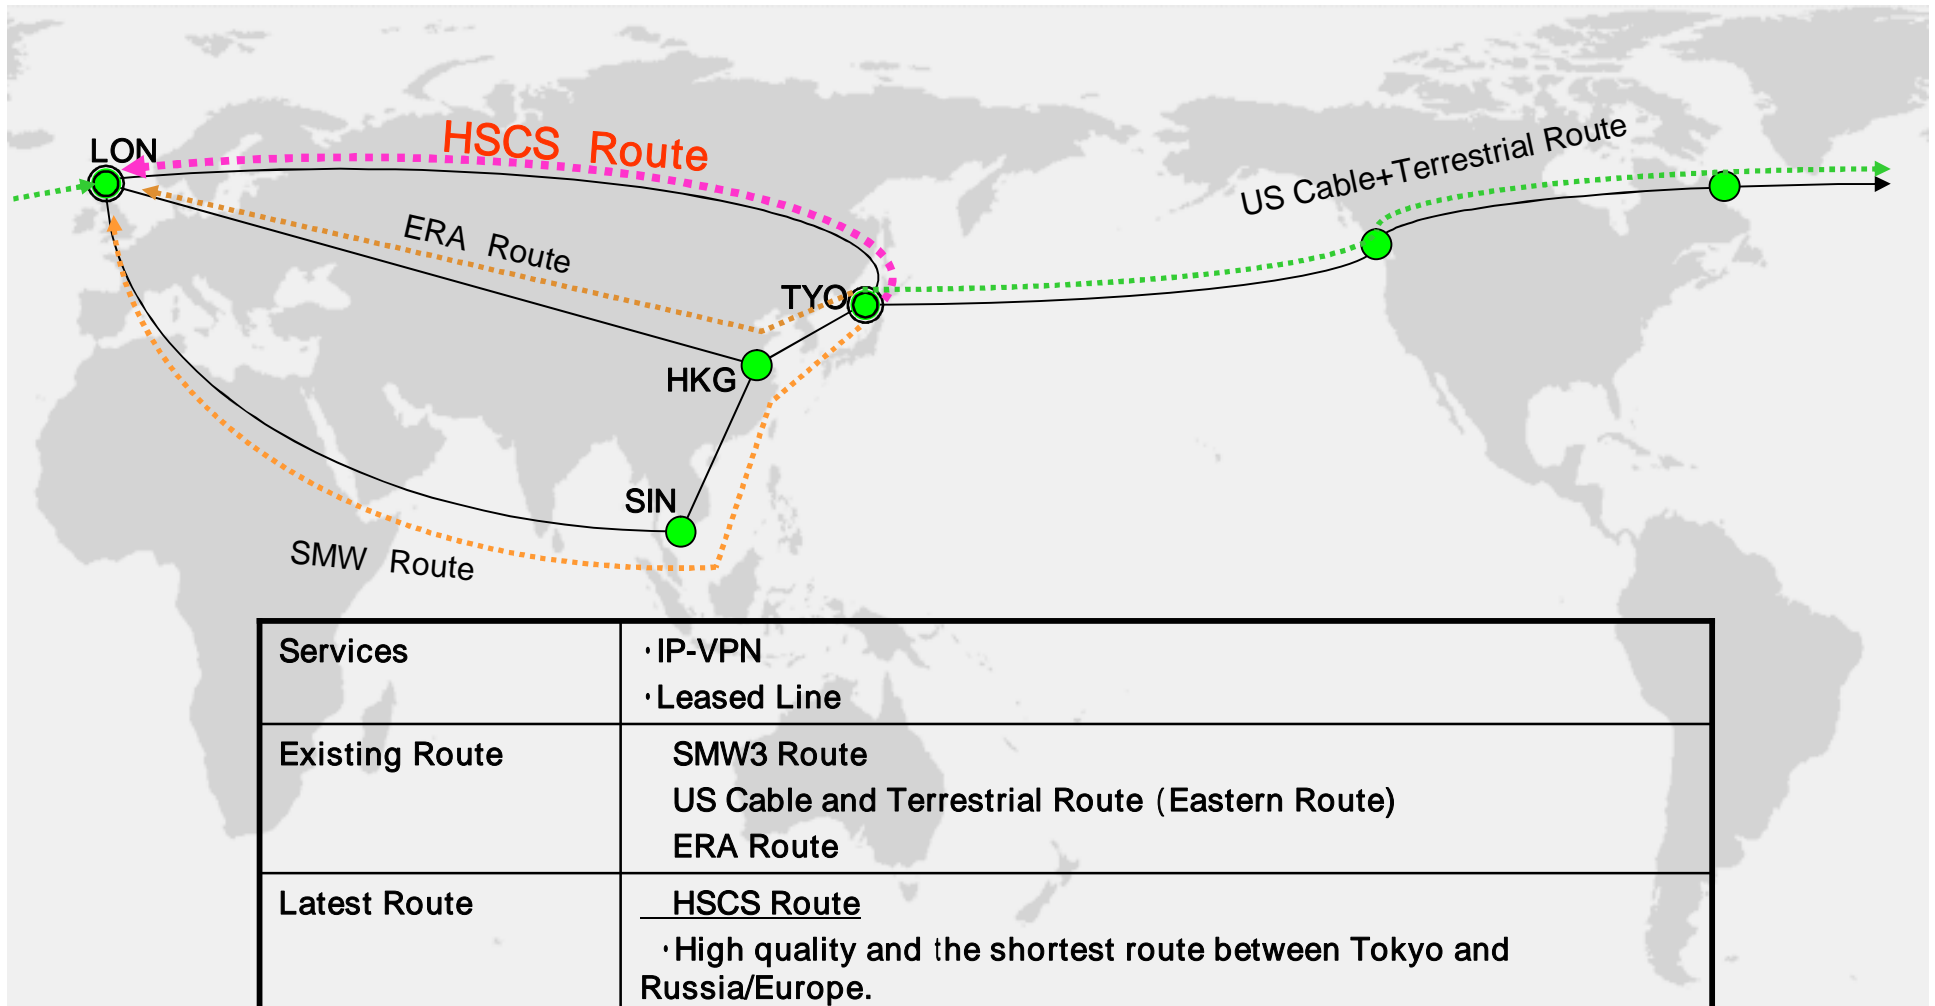 LON
HSCS Route
US Cable+Terrestrial Route
ERA Route
TYO
HKG
SIN
SMW Route
Services
・IP-VPN
・Leased Line
Existing Route
SMW3 Route
US Cable and Terrestrial Route (Eastern Route)
ERA Route
Latest Route
HSCS Route
・High quality and the shortest route between Tokyo and
Russia/Europe.